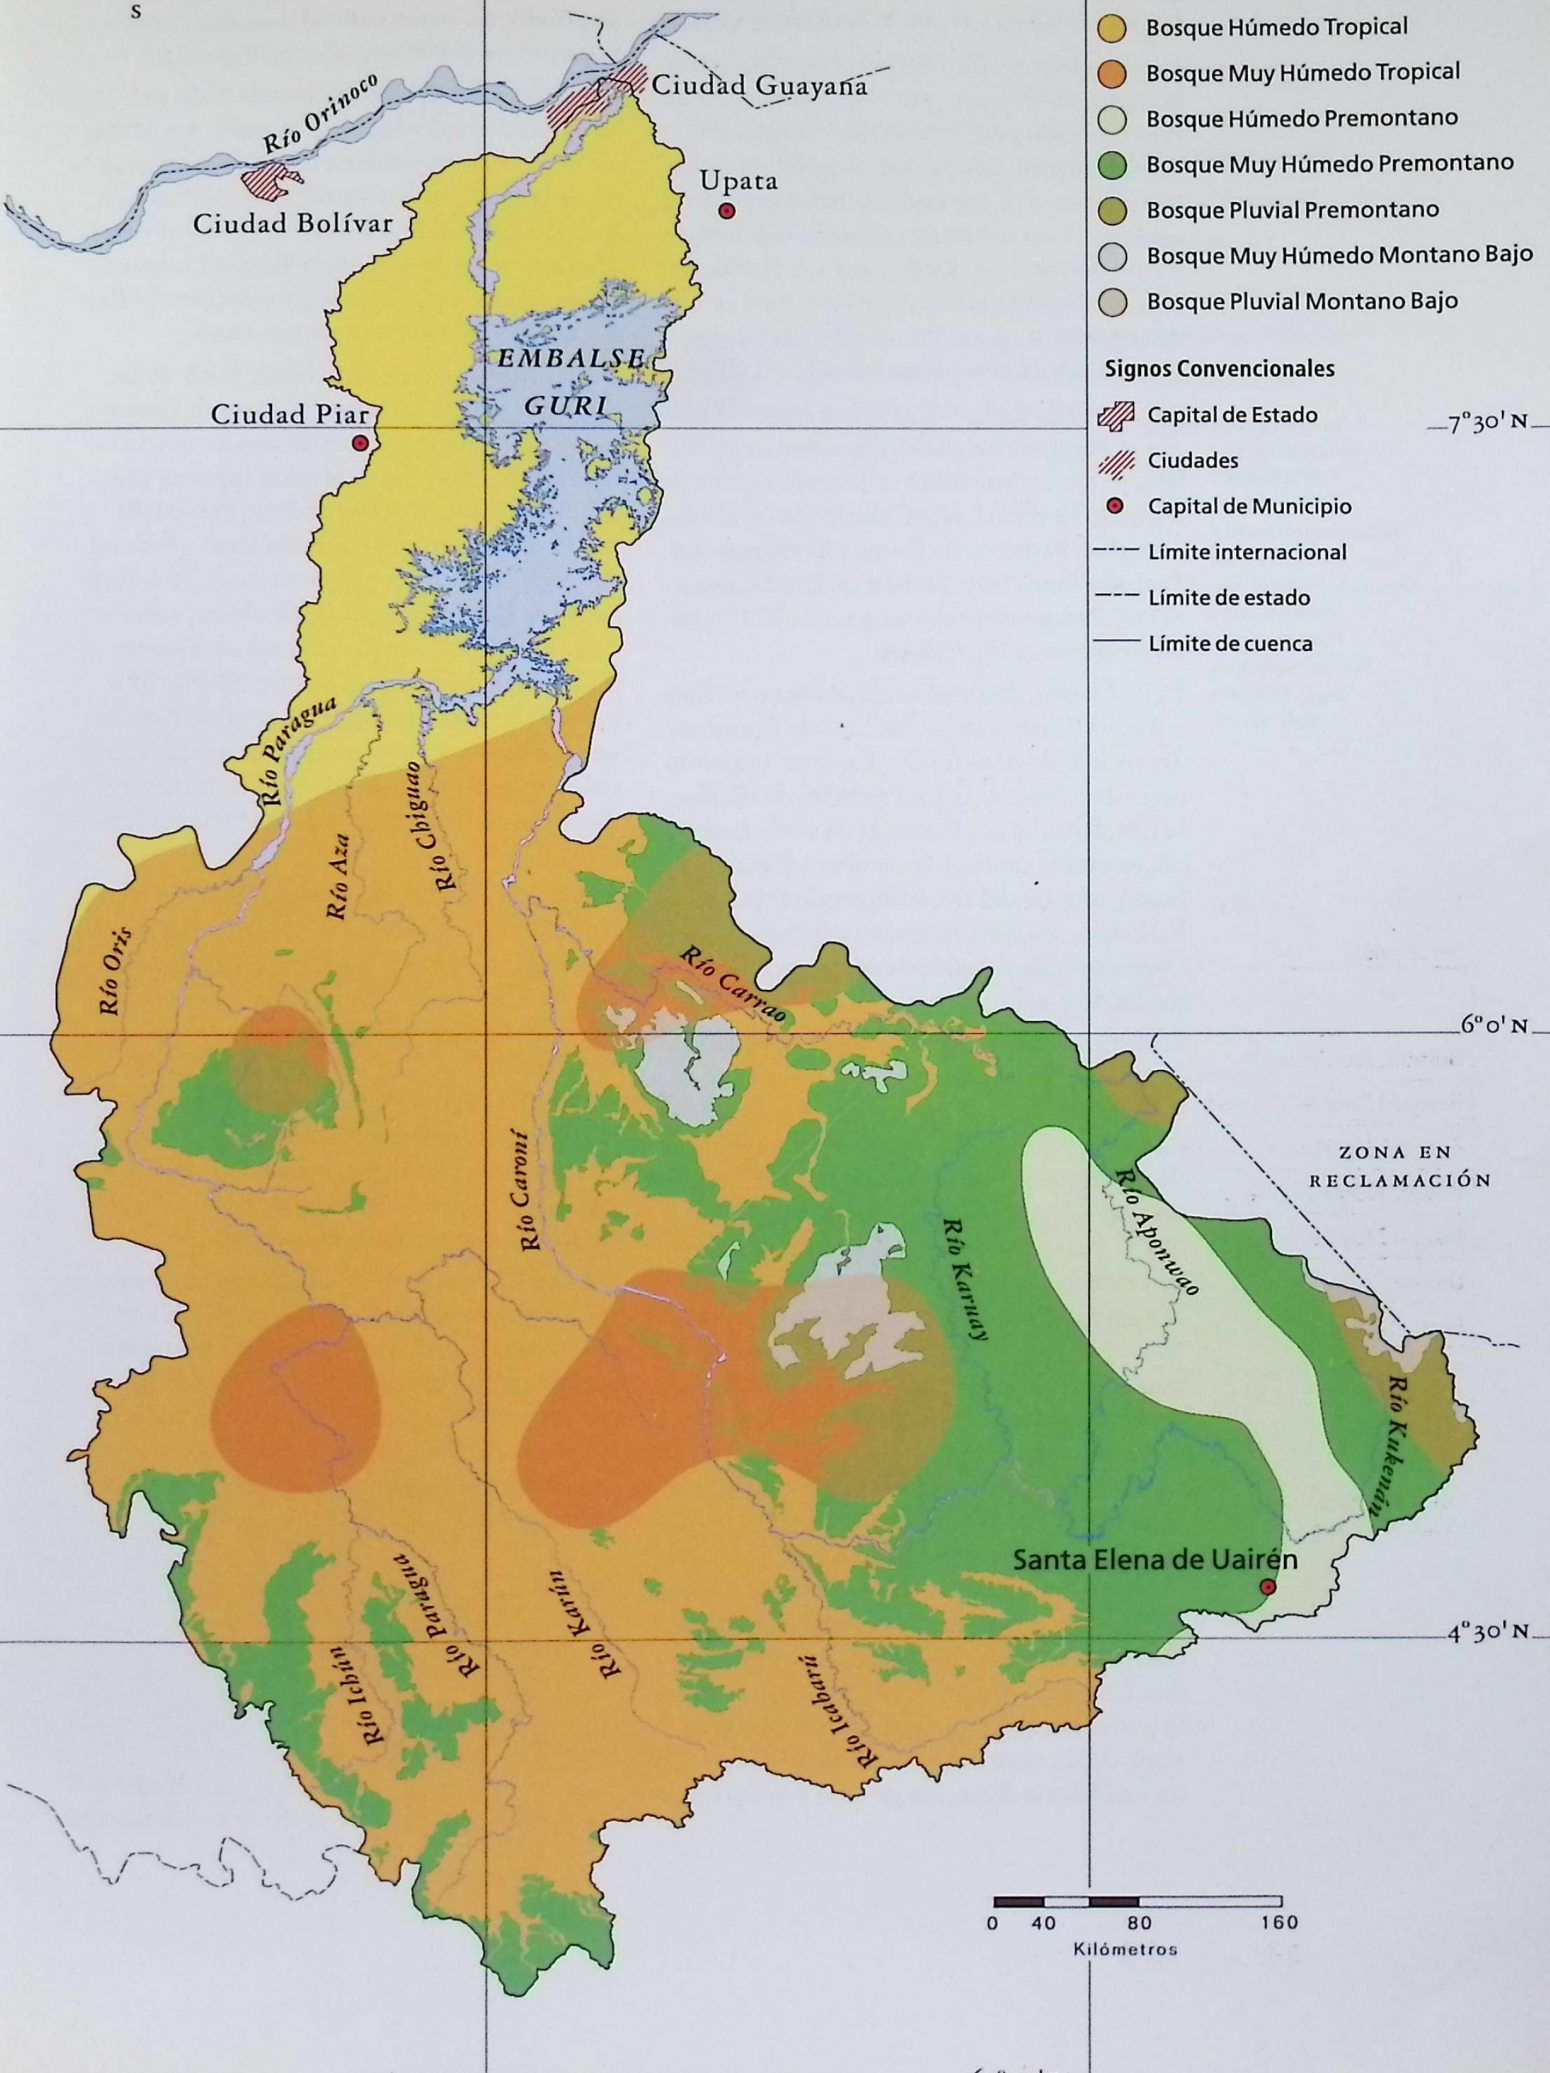 s
Río Orinoco
Ciudad Guayana
Ciudad Bolívar
Upata
EMBALSE
GURI
Ciudad Piar
Río Paragua
Río Aza
Río Chiguao
Río Oris
Río Carrao
Río Caroní
Río Karuay
Río Aponwao
Río Kukenán
Santa Elena de Uairén
Río Ichún
Río Paragua
Río Karún
Río Icabarú
ZONA EN
RECLAMACIÓN
Bosque Húmedo Tropical
Bosque Muy Húmedo Tropical
Bosque Húmedo Premontano
Bosque Muy Húmedo Premontano
Bosque Pluvial Premontano
Bosque Muy Húmedo Montano Bajo
Bosque Pluvial Montano Bajo
Signos Convencionales
Capital de Estado
Ciudades
Capital de Municipio
Límite internacional
Límite de estado
Límite de cuenca
7°30' N
6°0' N
4°30' N
0 40 80 160
Kilómetros